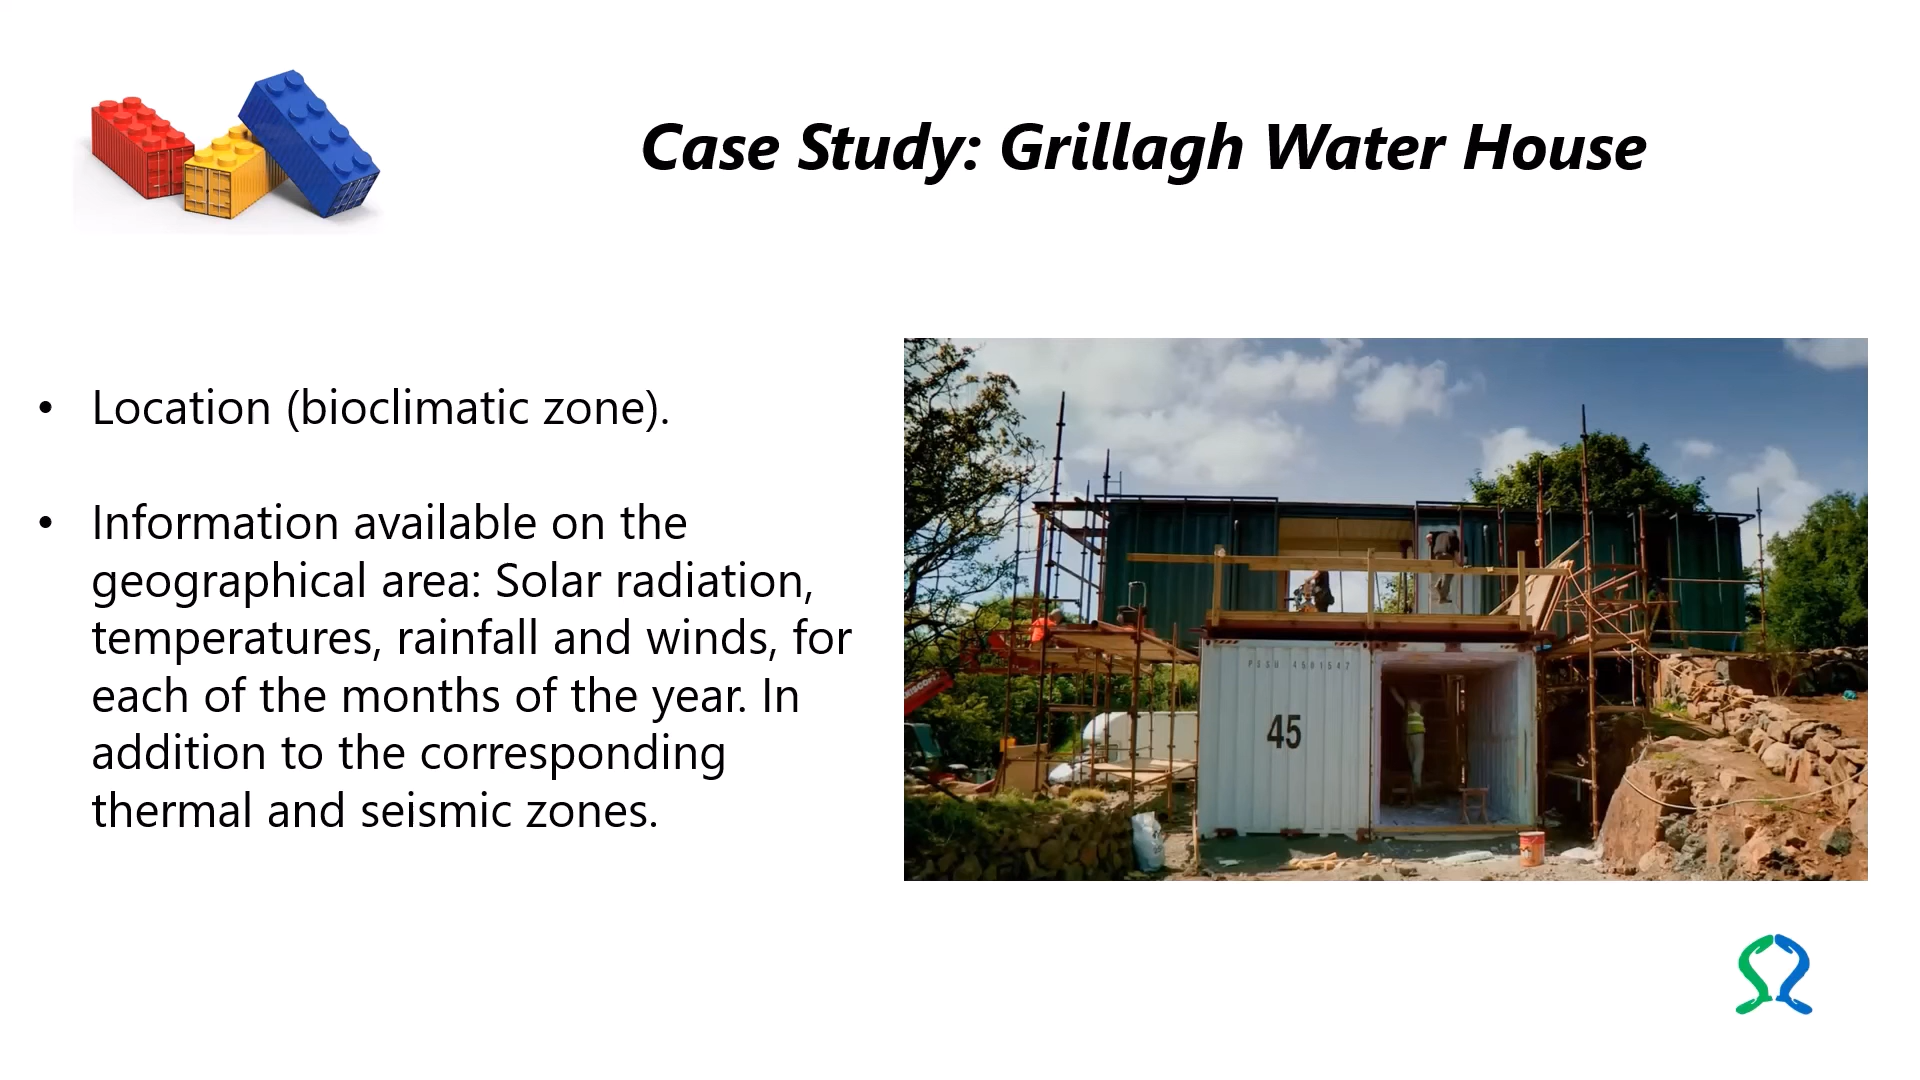 Case Study: Grillagh Water House
• Location (bioclimatic zone).
• Information available on the
geographical area: Solar radiation,
temperatures, rainfall and winds, for
each of the months of the year. In
addition to the corresponding
thermal and seismic zones.
45